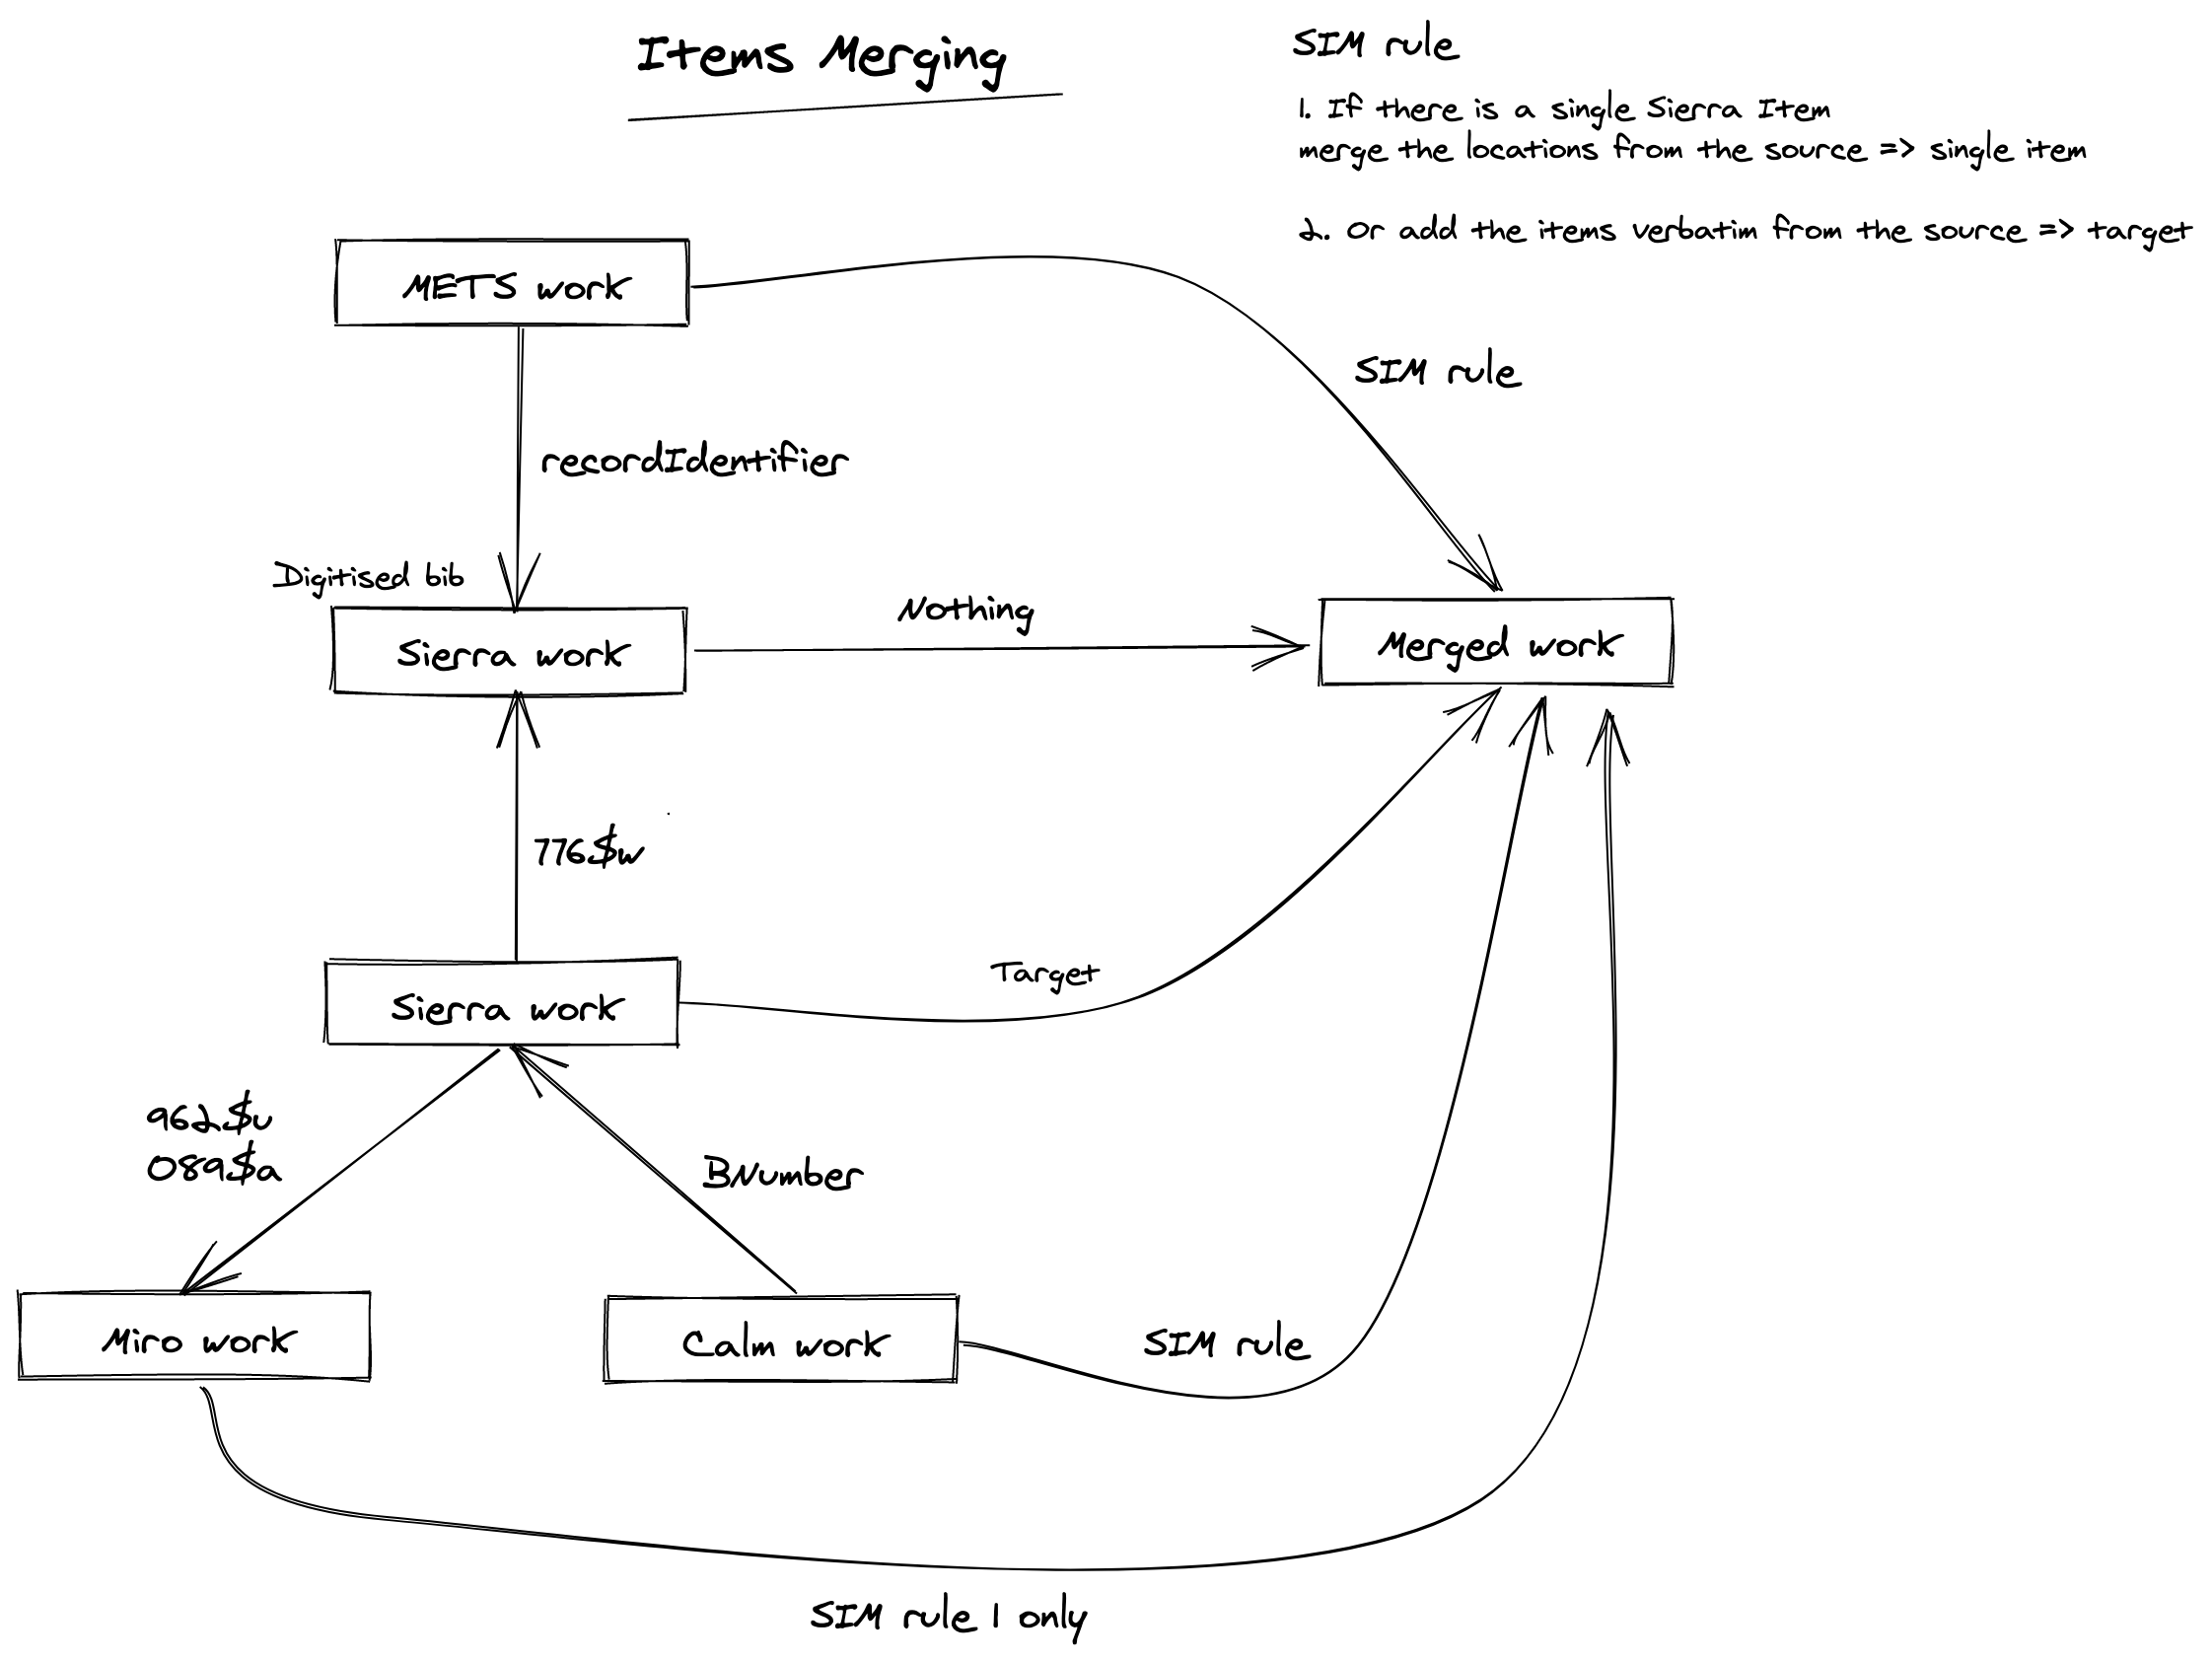 Items Merging
SIM rule
1. If there is a single Sierra Item
merge the locations from the source => single item
2. Or add the items verbatim from the source => target
METS work
SIM rule
recordIdentifier
Digitised bib
Nothing
Sierra work
Merged work
776$w
Target
Sierra work
962$u
089$a
BNumber
Miro work
Calm work
SIM rule
SIM rule 1 only